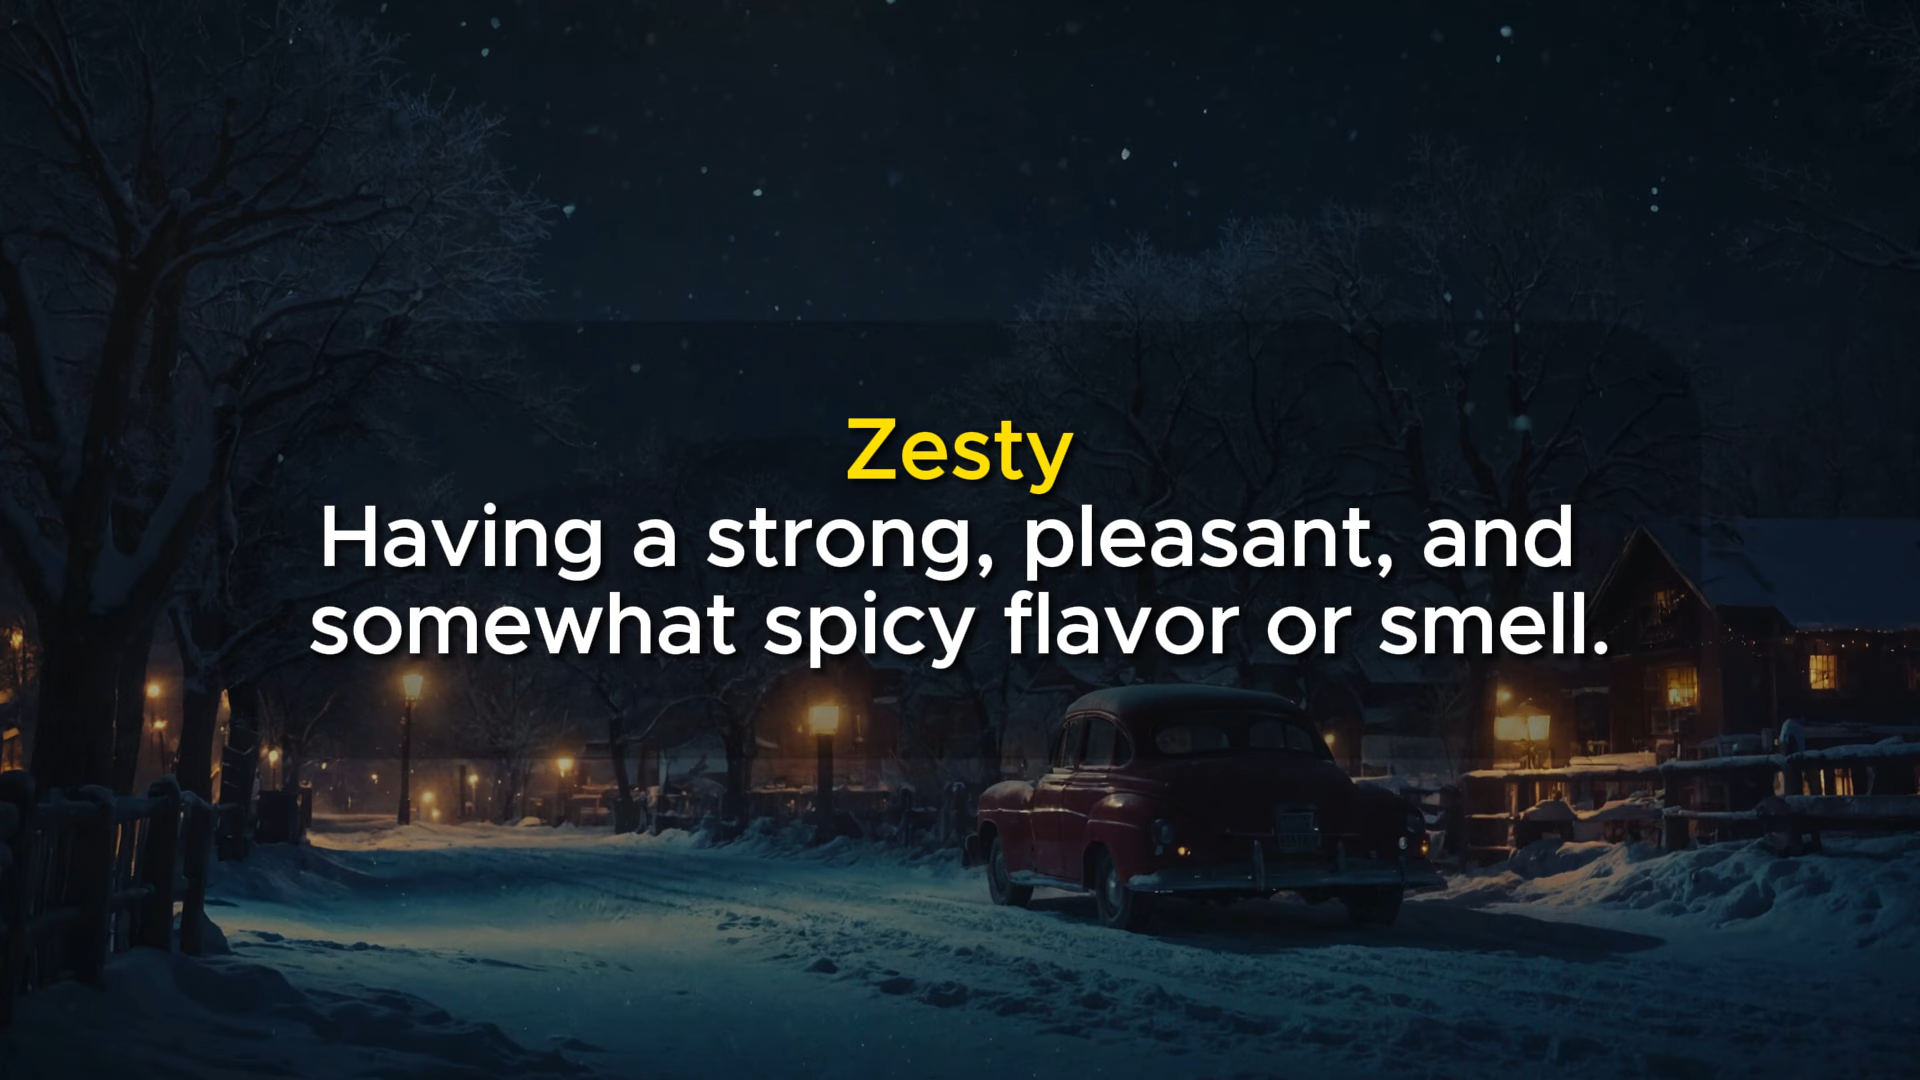 Zesty
Having a strong, pleasant, and
somewhat spicy flavor or smell.